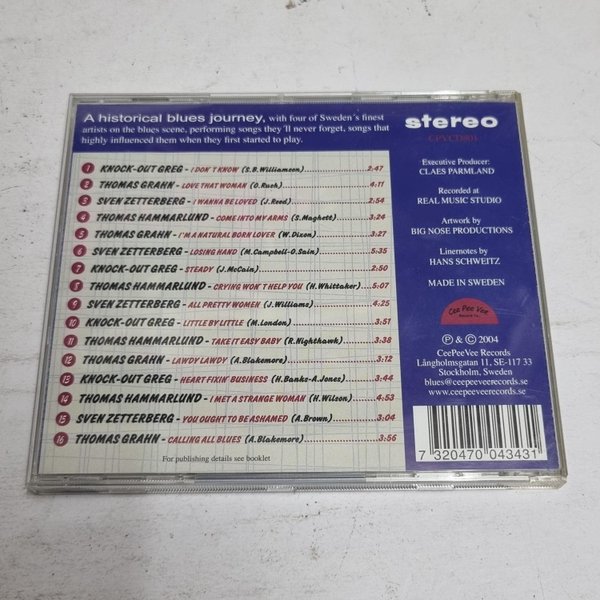 A historical blues journey, with four of Sweden´s finest
artists on the blues scene, performing songs they´ll never forget, songs that
highly influenced them when they first started to play.
1 KNOCK-OUT GREG - I DON´T KNOW (S.B.Williamson) 2:47
2 THOMAS GRAHN - LOVE THAT WOMAN (O.Rush) 4:11
3 SVEN ZETTERBERG - I WANNA BE LOVED (J.Reed) 2:54
4 THOMAS HAMMARLUND - COME INTO MY ARMS (S.Maghett) 3:24
5 THOMAS GRAHN - I´M A NATURAL BORN LOVER (W.Dixon) 3:27
6 SVEN ZETTERBERG - LOSING HAND (M.Campbell-O.Sain) 5:35
7 KNOCK-OUT GREG - STEADY (J.McCain) 2:50
8 THOMAS HAMMARLUND - CRYING WON´T HELP YOU (H.Whittaker) 5:07
9 SVEN ZETTERBERG - ALL PRETTY WOMEN (J.Williams) 4:25
10 KNOCK-OUT GREG - LITTLE BY LITTLE (M.London) 3:51
11 THOMAS HAMMARLUND - TAKE IT EASY BABY (R.Nighthawk) 3:38
12 THOMAS GRAHN - LAWDY LAWDY (A.Blakemore) 3:12
13 KNOCK-OUT GREG - HEART FIXIN´ BUSINESS (H.Banks-A.Jones) 3:44
14 THOMAS HAMMARLUND - I MET A STRANGE WOMAN (H.Wilson) 4:53
15 SVEN ZETTERBERG - YOU OUGHT TO BE ASHAMED (A.Brown) 3:04
16 THOMAS GRAHN - CALLING ALL BLUES (A.Blakemore) 3:56
For publishing details see booklet
stereo
CPVCD001
Executive Producer:
CLAES PARMLAND
Recorded at
REAL MUSIC STUDIO
Artwork by
BIG NOSE PRODUCTIONS
Linernotes by
HANS SCHWEITZ
MADE IN SWEDEN
Cee Pee Vee
Records Co.
℗ & © 2004
CeePeeVee Records
Långholmsgatan 11, SE-117 33
Stockholm, Sweden
blues@ceepeeveerecords.se
www.ceepeeveerecords.se
7 320470 043431